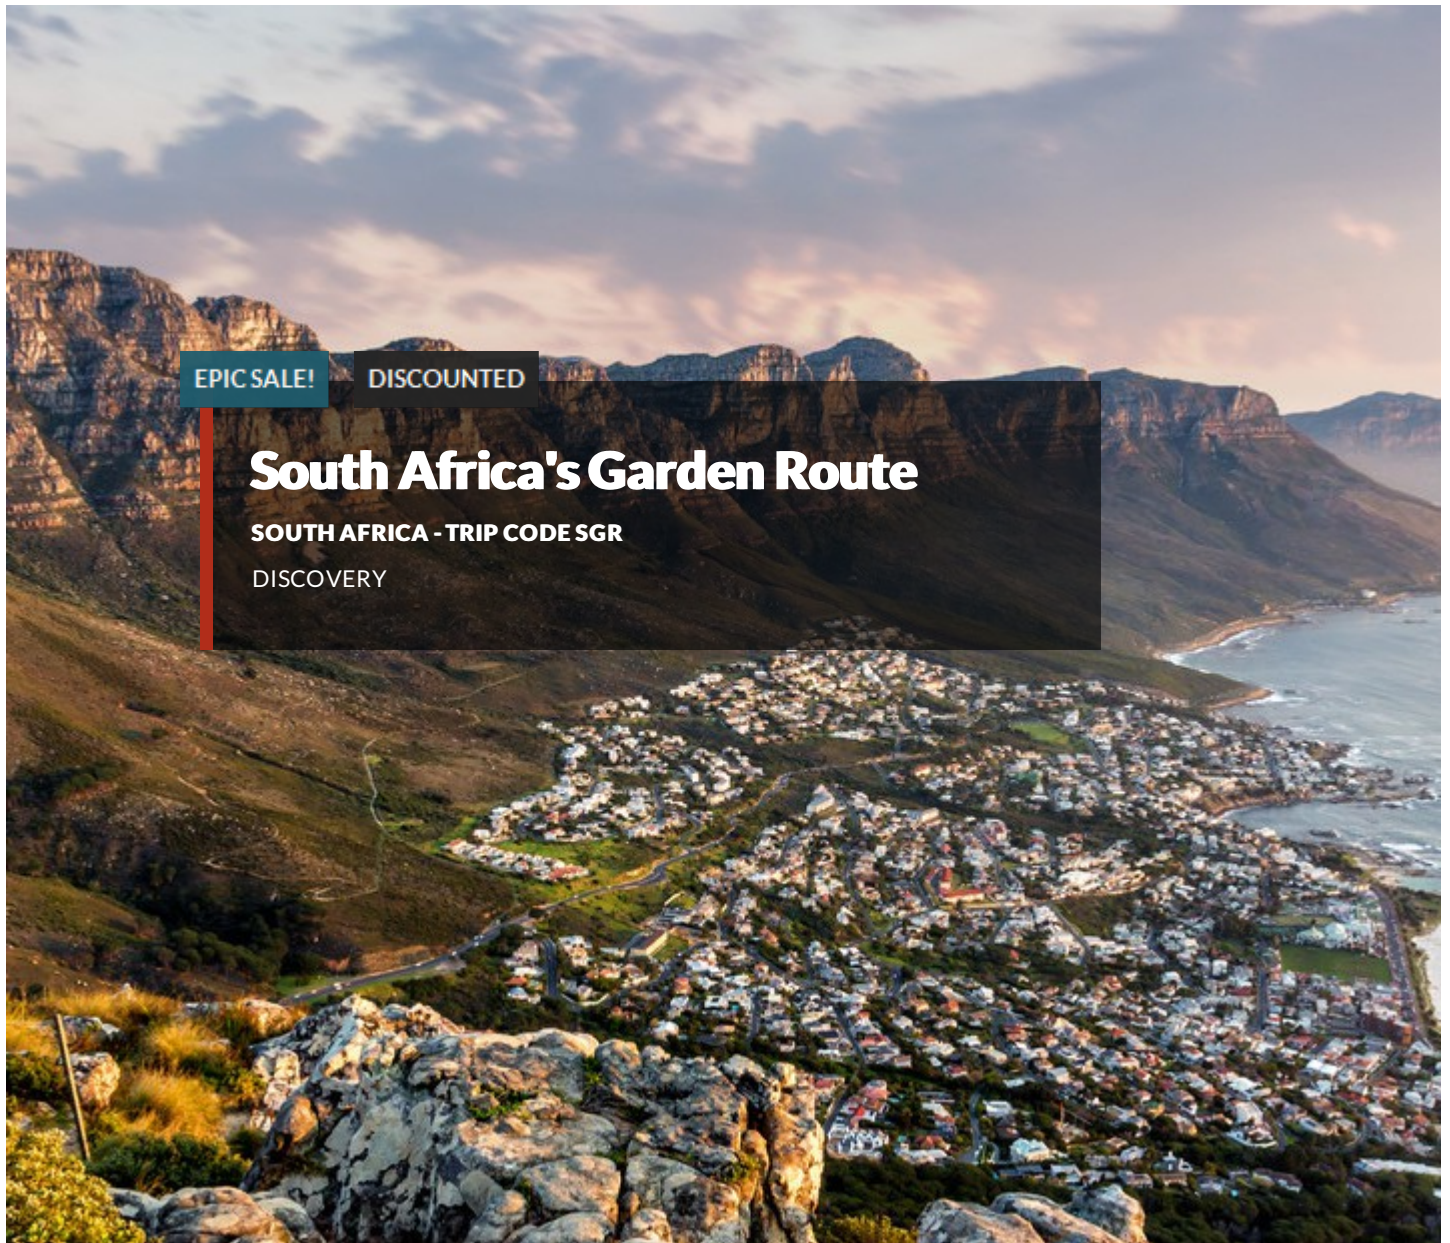 EPIC SALE!
DISCOUNTED
South Africa's Garden Route
SOUTH AFRICA - TRIP CODE SGR
DISCOVERY